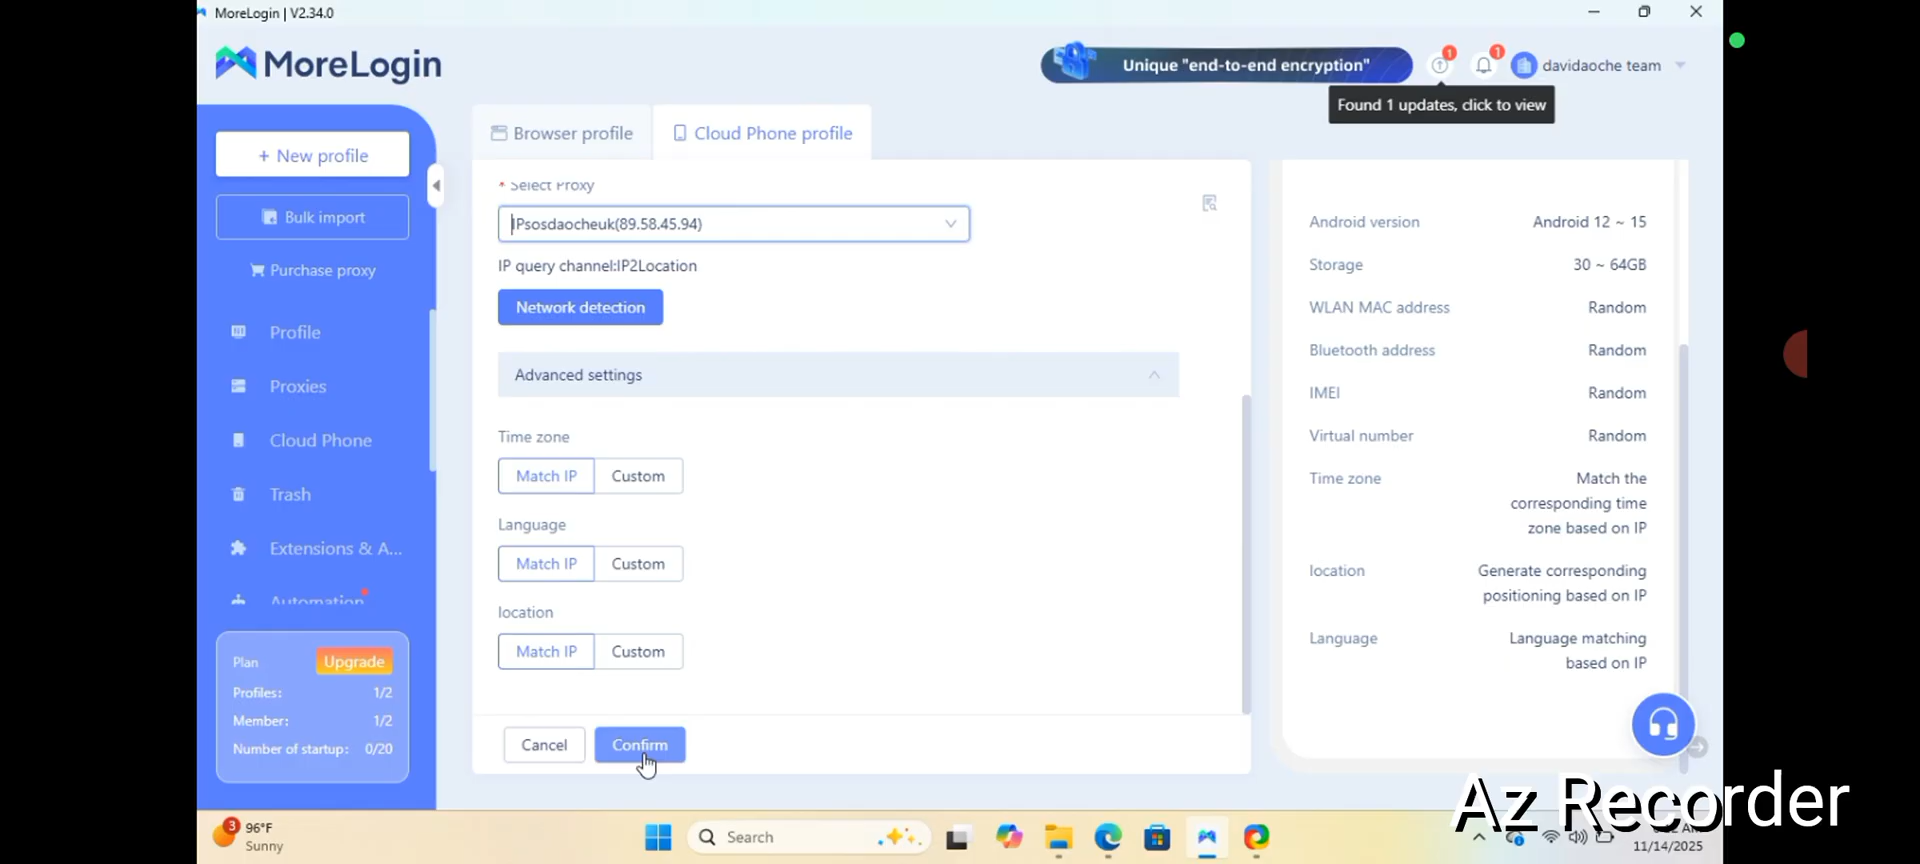 MoreLogin | V2.34.0
MoreLogin
Unique "end-to-end encryption"
1
1
davidaoche team
Found 1 updates, click to view
+ New profile
Bulk import
Purchase proxy
Profile
Proxies
Cloud Phone
Trash
Extensions & A...
Automation
Plan
Upgrade
Profiles:
1/2
Member:
1/2
Number of startup:
0/20
Browser profile
Cloud Phone profile
* Select Proxy
IPsosdaocheuk(89.58.45.94)
IP query channel:IP2Location
Network detection
Advanced settings
Time zone
Match IP
Custom
Language
Match IP
Custom
location
Match IP
Custom
Cancel
Confirm
Android version
Android 12 ~ 15
Storage
30 ~ 64GB
WLAN MAC address
Random
Bluetooth address
Random
IMEI
Random
Virtual number
Random
Time zone
Match the
corresponding time
zone based on IP
location
Generate corresponding
positioning based on IP
Language
Language matching
based on IP
Az Recorder
3
96°F
Sunny
Search
11/14/2025